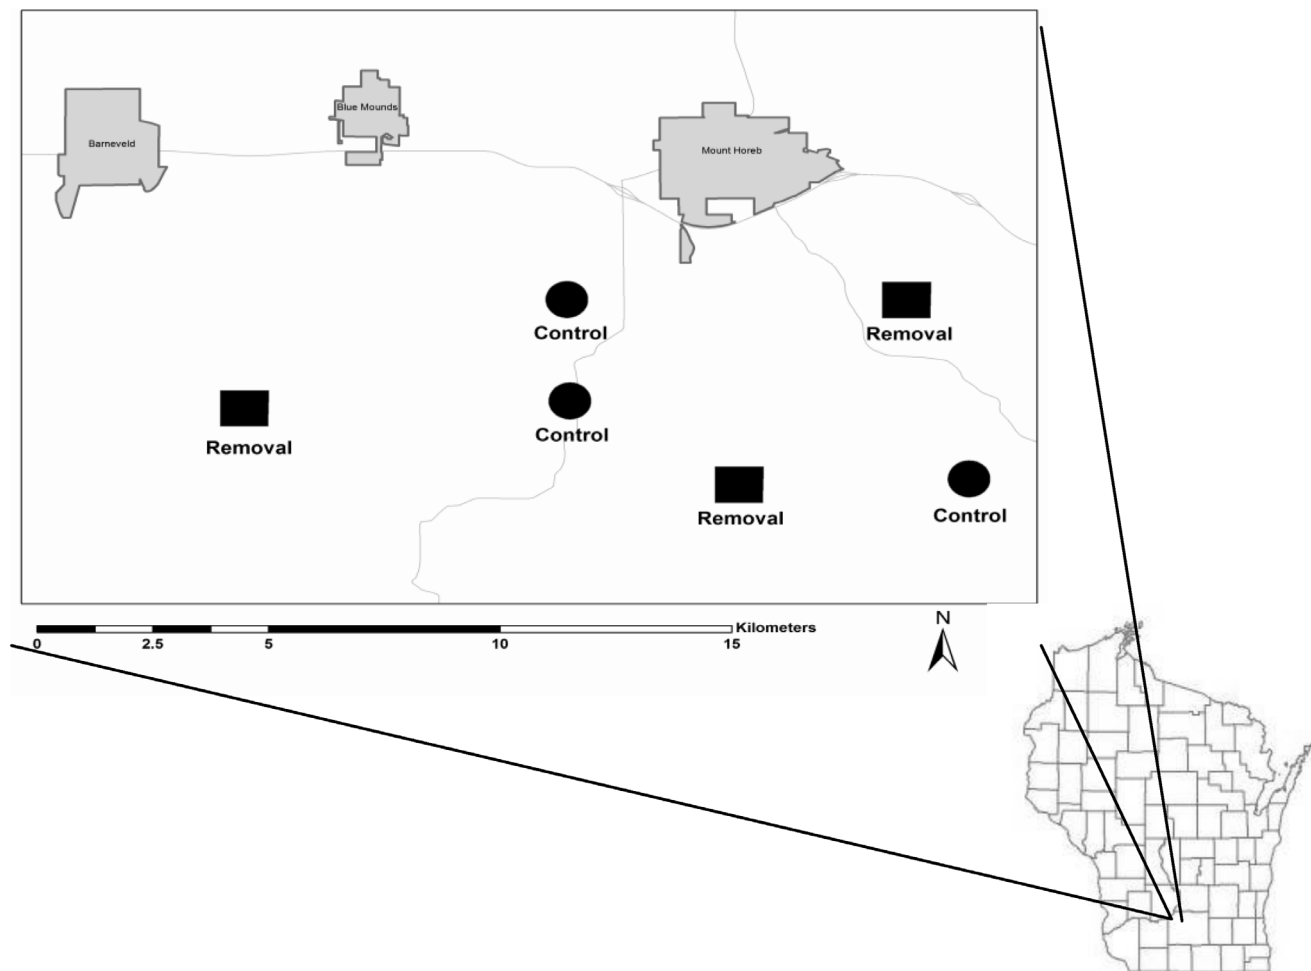 Blue Mounds
Barneveld
Mount Horeb
Control
Removal
Control
Removal
Removal
Control
N
Kilometers
0 2.5 5 10 15